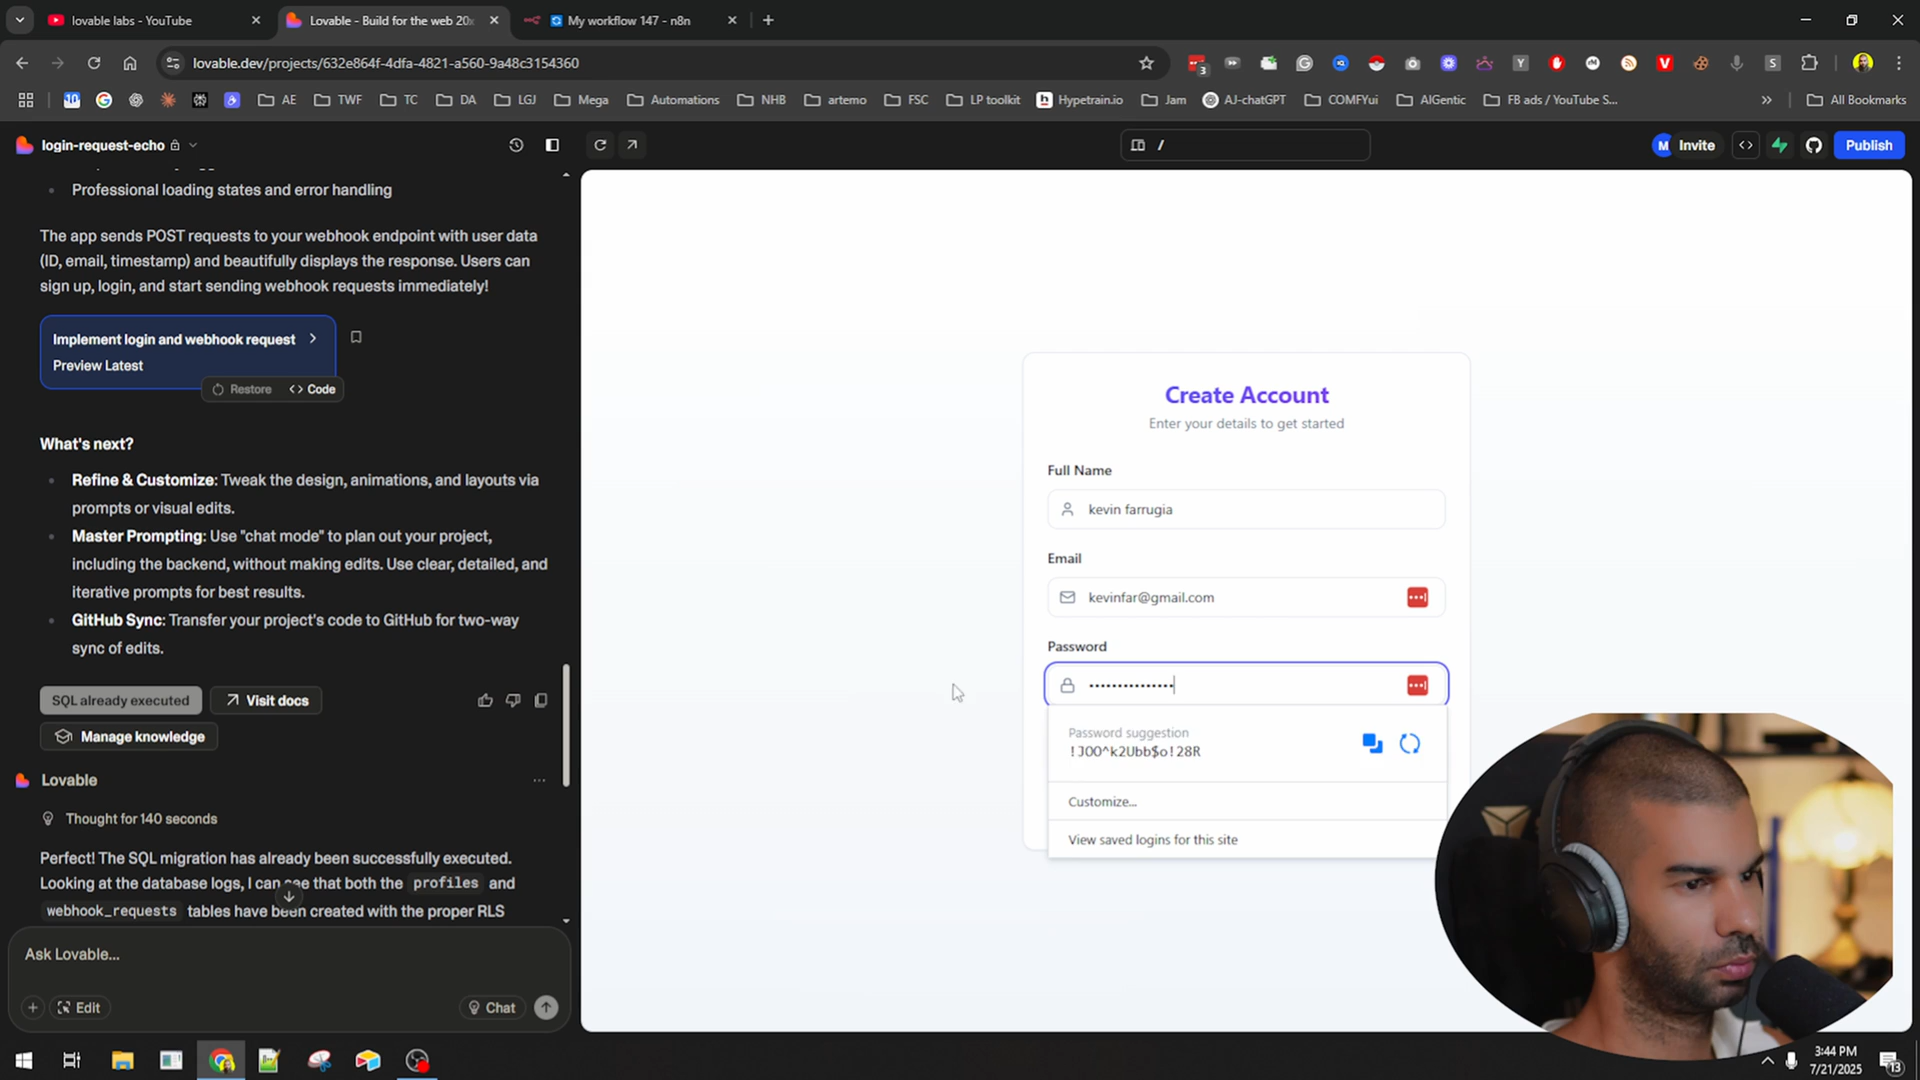 lovable labs - YouTube
Lovable - Build for the web 20x
My workflow 147 - n8n
lovable.dev/projects/632e864f-4dfa-4821-a560-9a48c3154360
3
AE
TWF
TC
DA
LGJ
Mega
Automations
NHB
artemo
FSC
LP toolkit
Hypetrain.io
Jam
AJ-chatGPT
COMFYui
AIGentic
FB ads / YouTube S...
All Bookmarks
login-request-echo
/
M Invite
Publish
Professional loading states and error handling
The app sends POST requests to your webhook endpoint with user data
(ID, email, timestamp) and beautifully displays the response. Users can
sign up, login, and start sending webhook requests immediately!
Implement login and webhook request
Preview Latest
Restore
Code
What's next?
Refine & Customize: Tweak the design, animations, and layouts via
prompts or visual edits.
Master Prompting: Use "chat mode" to plan out your project,
including the backend, without making edits. Use clear, detailed, and
iterative prompts for best results.
GitHub Sync: Transfer your project's code to GitHub for two-way
sync of edits.
SQL already executed
Visit docs
Manage knowledge
Lovable
Thought for 140 seconds
Perfect! The SQL migration has already been successfully executed.
Looking at the database logs, I can see that both the profiles and
webhook_requests tables have been created with the proper RLS
Ask Lovable...
Edit
Chat
Create Account
Enter your details to get started
Full Name
kevin farrugia
Email
kevinfar@gmail.com
Password
•••••••••••••••
Password suggestion
!JOO^k2Ubb$o!28R
Customize...
View saved logins for this site
3:44 PM
7/21/2025
13